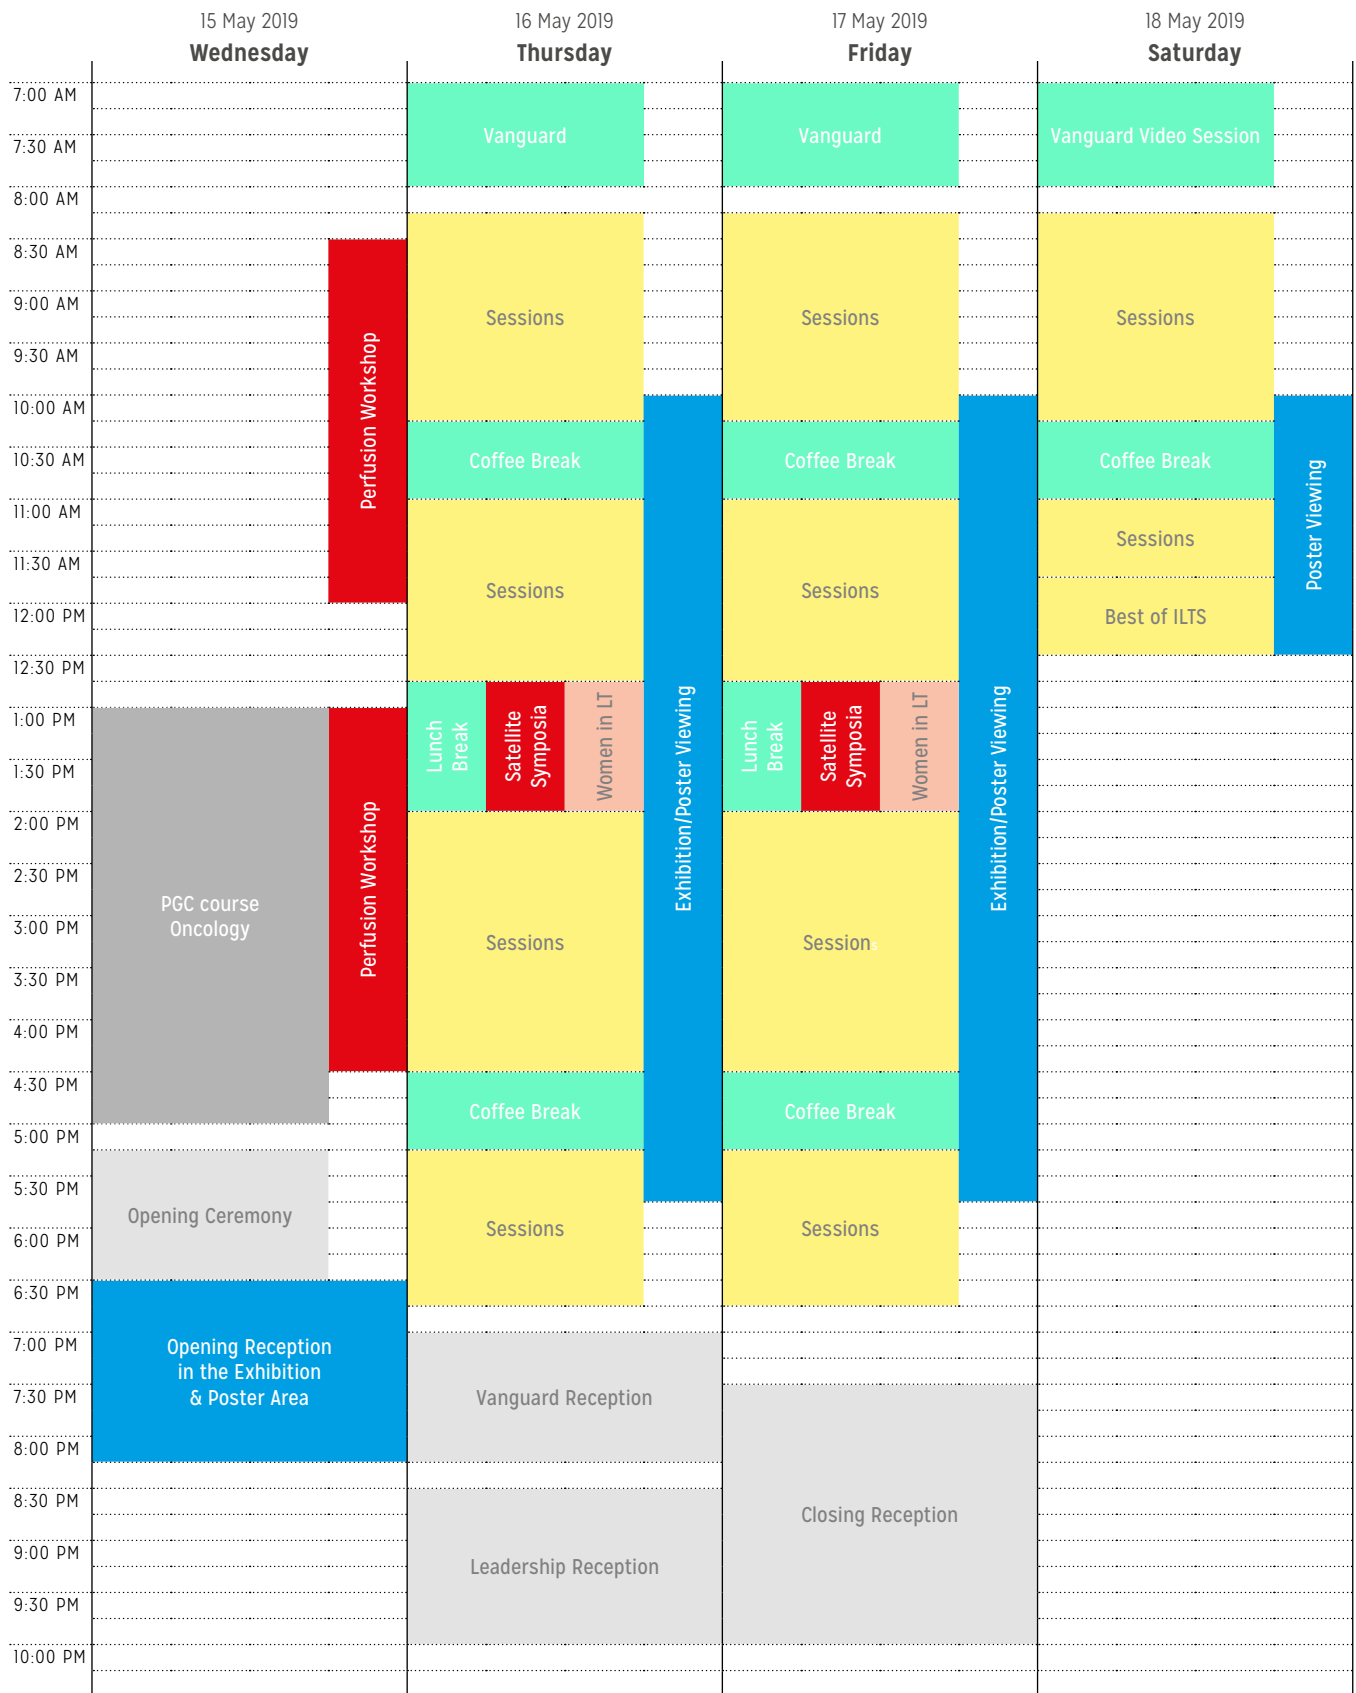 15 May 2019
Wednesday
16 May 2019
Thursday
17 May 2019
Friday
18 May 2019
Saturday
7:00 AM
7:30 AM
8:00 AM
8:30 AM
9:00 AM
9:30 AM
10:00 AM
10:30 AM
11:00 AM
11:30 AM
12:00 PM
12:30 PM
1:00 PM
1:30 PM
2:00 PM
2:30 PM
3:00 PM
3:30 PM
4:00 PM
4:30 PM
5:00 PM
5:30 PM
6:00 PM
6:30 PM
7:00 PM
7:30 PM
8:00 PM
8:30 PM
9:00 PM
9:30 PM
10:00 PM
Perfusion Workshop
PGC course
Oncology
Perfusion Workshop
Opening Ceremony
Opening Reception
in the Exhibition
& Poster Area
Vanguard
Sessions
Coffee Break
Sessions
Lunch
Break
Satellite
Symposia
Women in LT
Sessions
Coffee Break
Sessions
Exhibition/Poster Viewing
Vanguard Reception
Leadership Reception
Vanguard
Sessions
Coffee Break
Sessions
Lunch
Break
Satellite
Symposia
Women in LT
Sessions
Coffee Break
Sessions
Exhibition/Poster Viewing
Closing Reception
Vanguard Video Session
Sessions
Coffee Break
Sessions
Best of ILTS
Poster Viewing